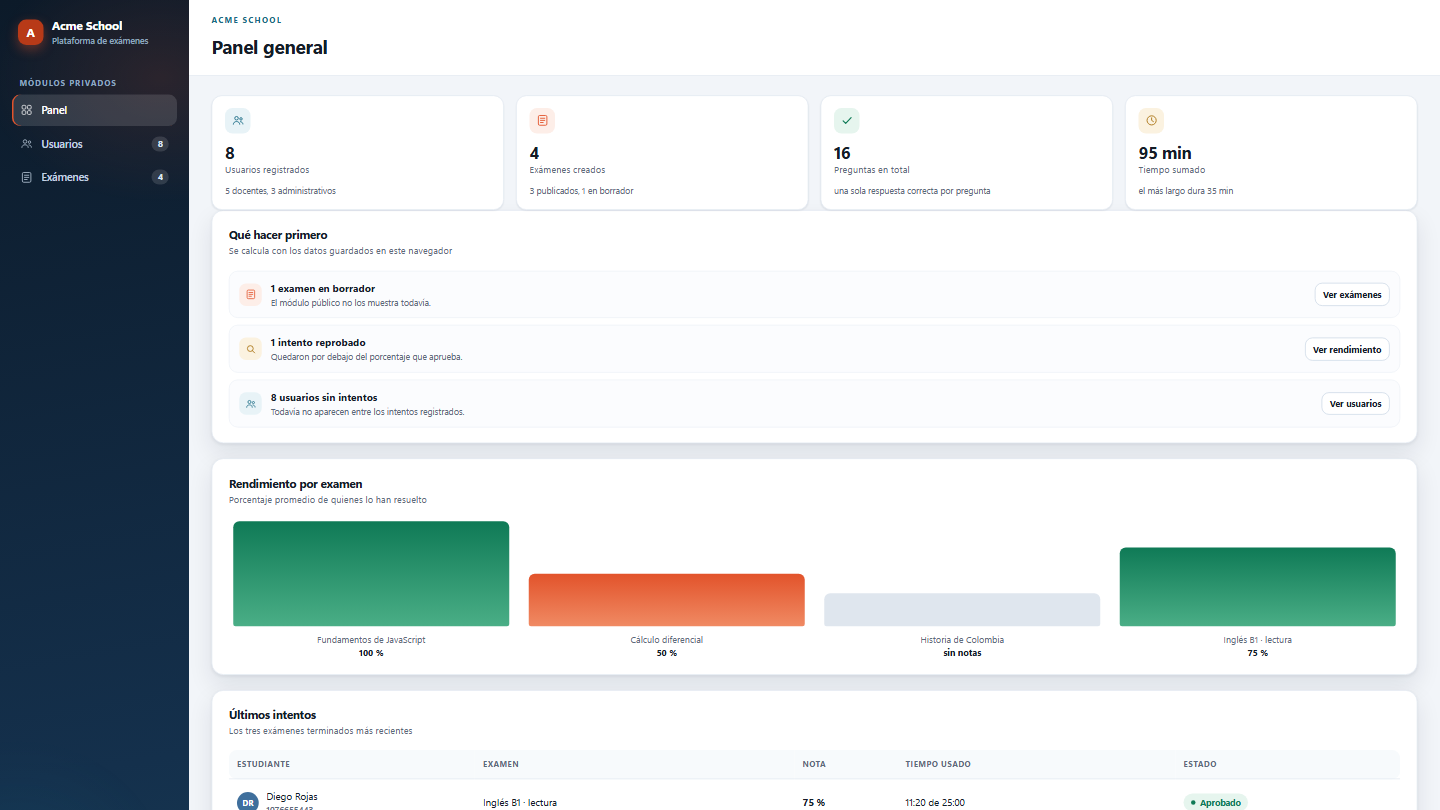 A
Acme School
Plataforma de exámenes
MÓDULOS PRIVADOS
Panel
Usuarios 8
Exámenes 4
ACME SCHOOL
Panel general
8
Usuarios registrados
5 docentes, 3 administrativos
4
Exámenes creados
3 publicados, 1 en borrador
16
Preguntas en total
una sola respuesta correcta por pregunta
95 min
Tiempo sumado
el más largo dura 35 min
Qué hacer primero
Se calcula con los datos guardados en este navegador
1 examen en borrador
El módulo público no los muestra todavía.
Ver exámenes
1 intento reprobado
Quedaron por debajo del porcentaje que aprueba.
Ver rendimiento
8 usuarios sin intentos
Todavía no aparecen entre los intentos registrados.
Ver usuarios
Rendimiento por examen
Porcentaje promedio de quienes lo han resuelto
Fundamentos de JavaScript
100 %
Cálculo diferencial
50 %
Historia de Colombia
sin notas
Inglés B1 · lectura
75 %
Últimos intentos
Los tres exámenes terminados más recientes
ESTUDIANTE EXAMEN NOTA TIEMPO USADO ESTADO
DR Diego Rojas Inglés B1 · lectura 75 % 11:20 de 25:00 Aprobado